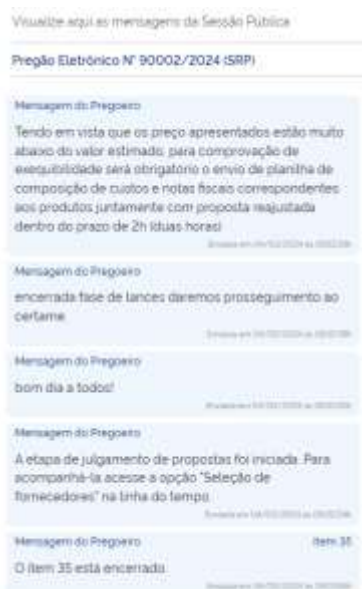 Visualize aqui as mensagens da Sessão Pública
Pregão Eletrônico N° 90002/2024 (SRP)
Mensagem do Pregoeiro
Tendo em vista que os preço apresentados estão muito
abaixo do valor estimado, para comprovação de
exequibilidade será obrigatório o envio de planilha de
composição de custos e notas fiscais correspondentes
aos produtos juntamente com proposta reajustada
dentro do prazo de 2h (duas horas)
Mensagem do Pregoeiro
encerrada fase de lances daremos prosseguimento ao
certame
Mensagem do Pregoeiro
bom dia a todos!
Mensagem do Pregoeiro
A etapa de julgamento de propostas foi iniciada. Para
acompanhá-la acesse a opção "Seleção de
fornecedores" na linha do tempo.
Mensagem do Pregoeiro Item 35
O item 35 está encerrado.